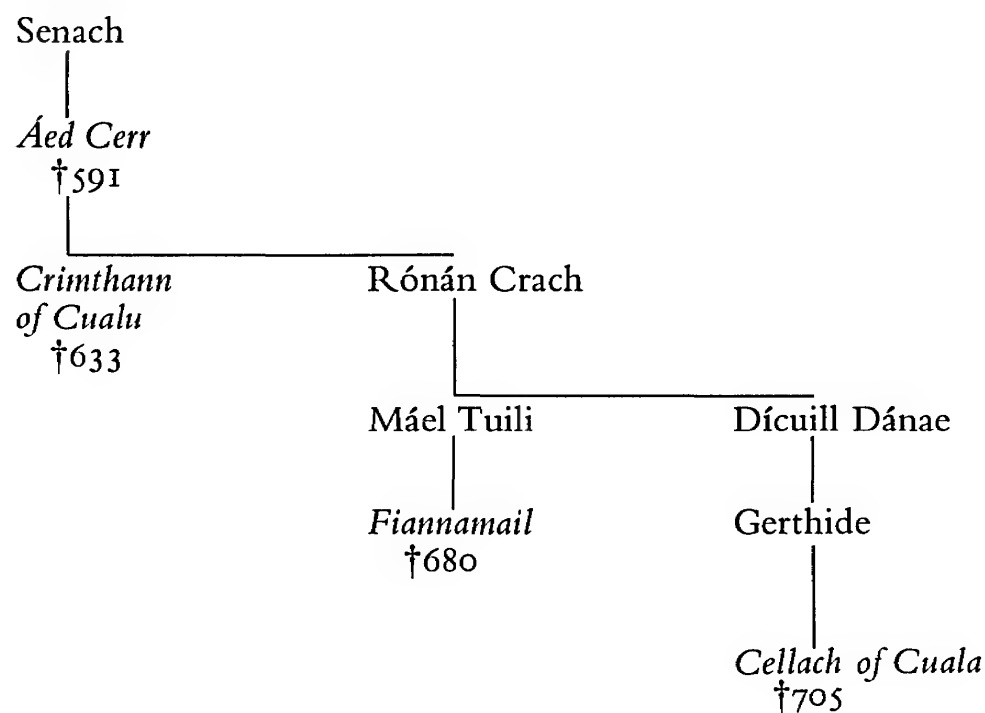 Senach
Áed Cerr
†591
Crimthann
of Cualu
†633
Rónán Crach
Máel Tuili
Dícuill Dánae
Fiannamail
†680
Gerthide
Cellach of Cuala
†705